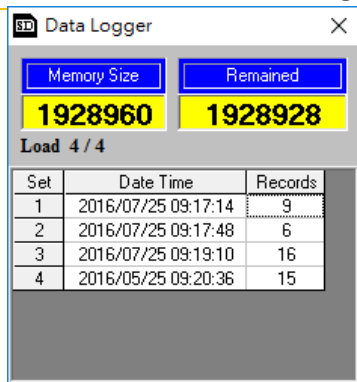 SD Data Logger
Memory Size Remained
1928960 1928928
Load 4 / 4
Set Date Time Records
1 2016/07/25 09:17:14 9
2 2016/07/25 09:17:48 6
3 2016/07/25 09:19:10 16
4 2016/05/25 09:20:36 15